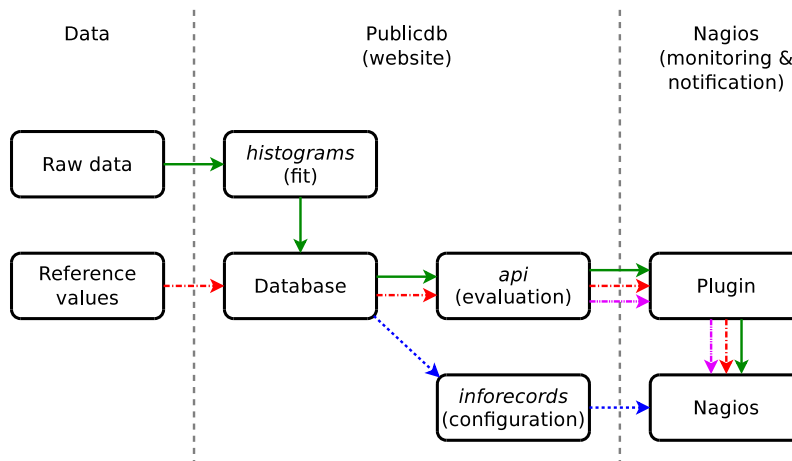 Data
Publicdb
(website)
Nagios
(monitoring &
notification)
Raw data
histograms
(fit)
Reference
values
Database
api
(evaluation)
Plugin
inforecords
(configuration)
Nagios